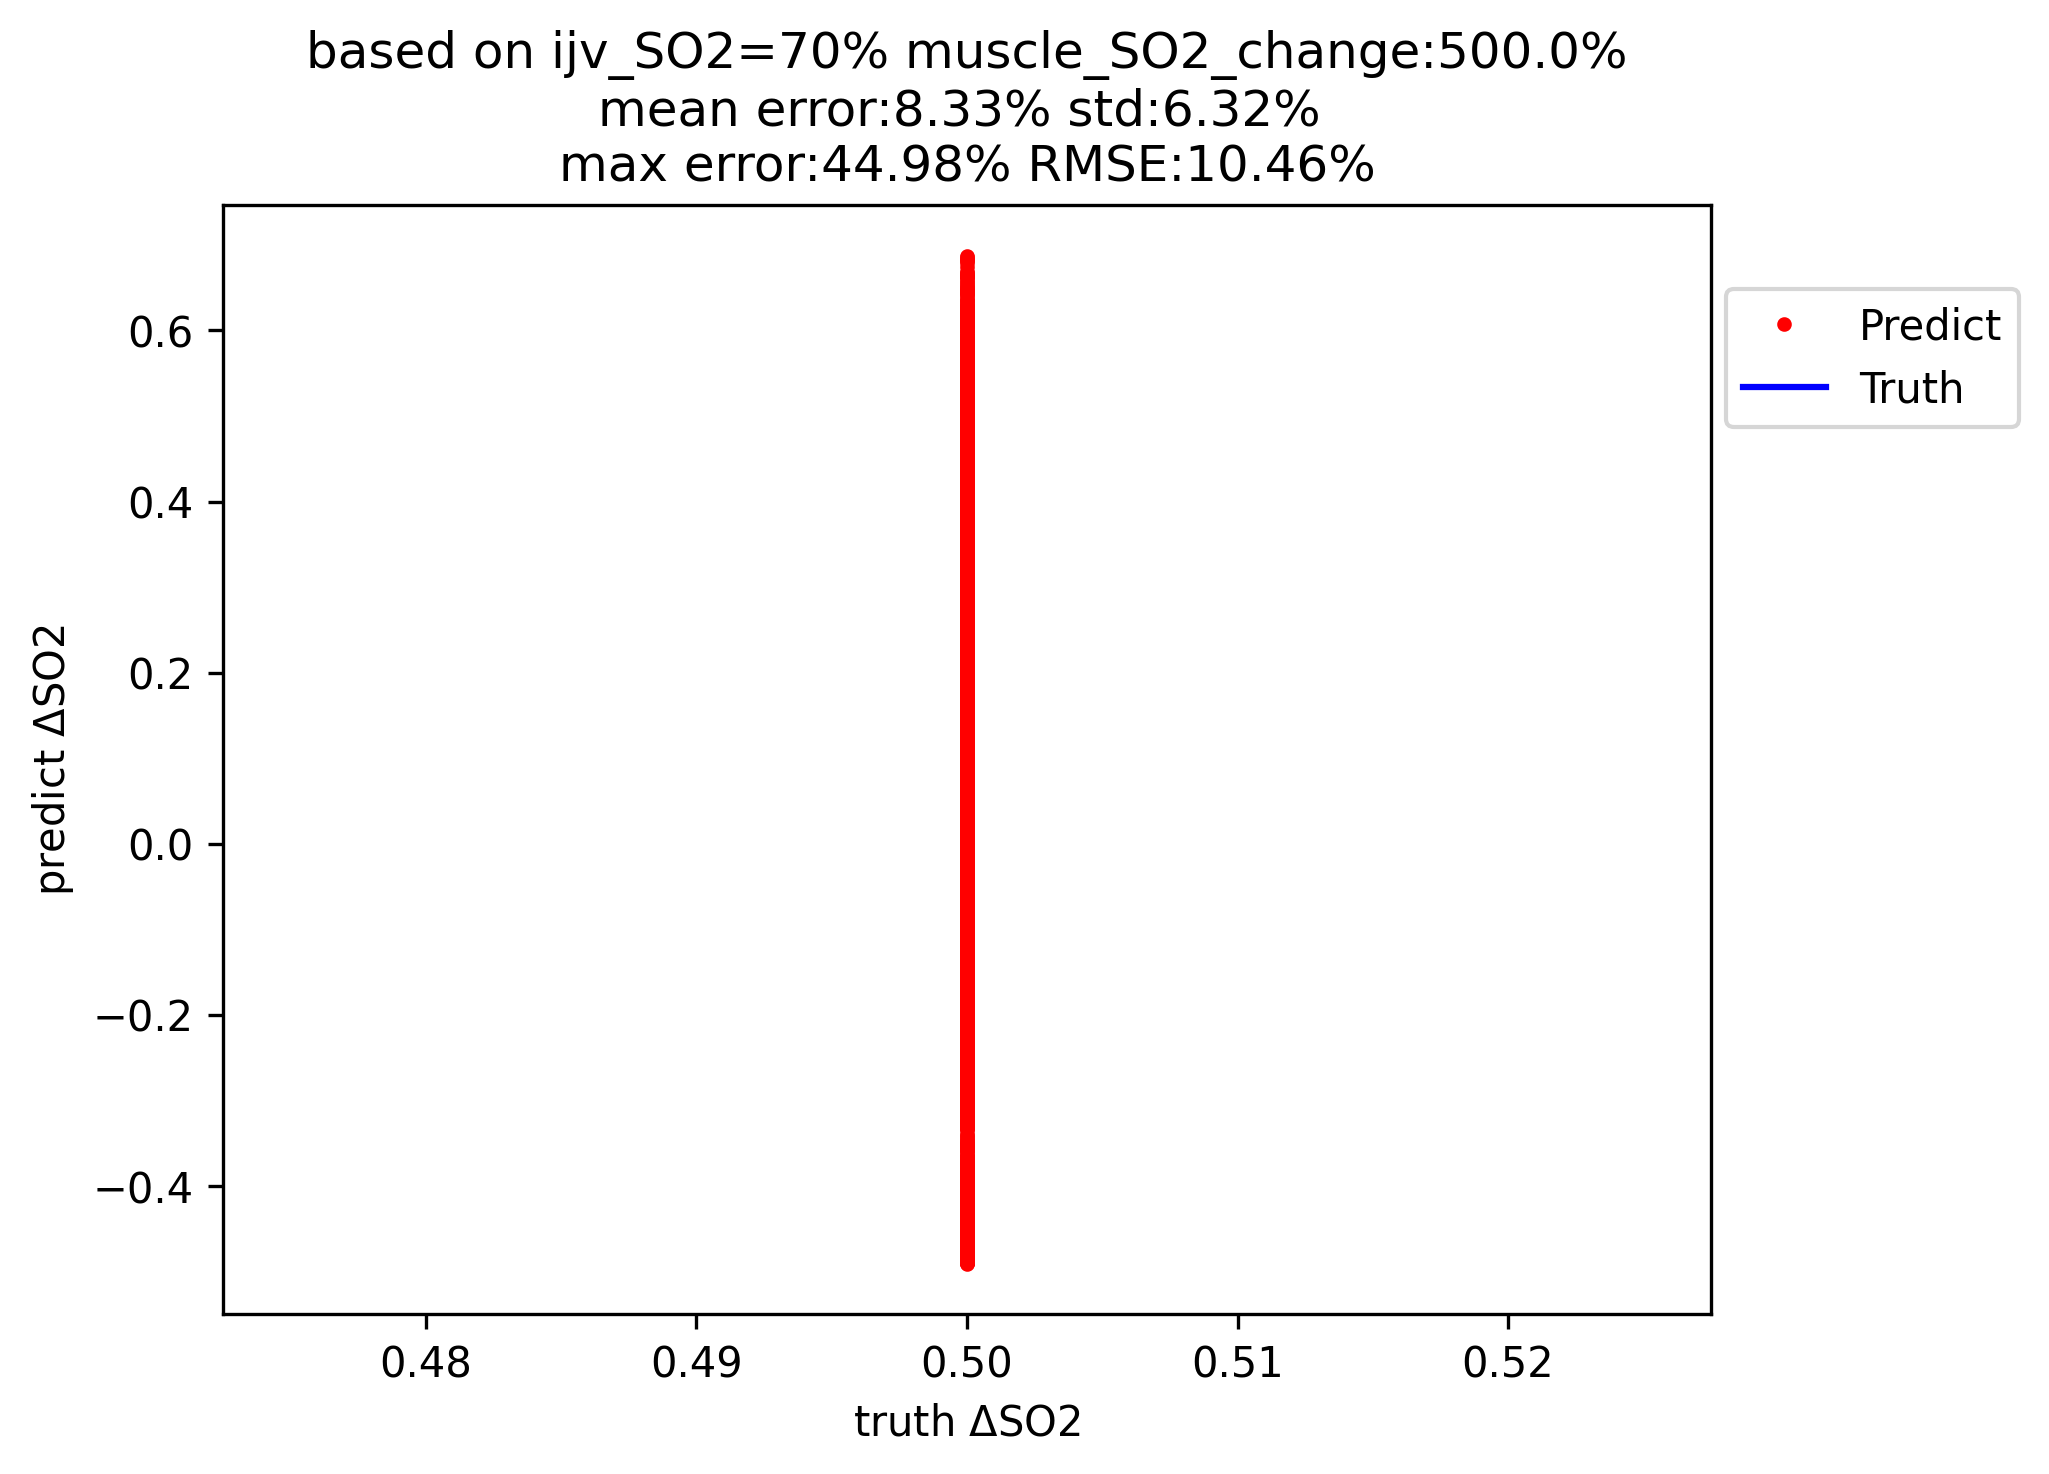 based on ijv_SO2=70% muscle_SO2_change:500.0%
mean error:8.33% std:6.32%
max error:44.98% RMSE:10.46%
Predict
Truth
0.6
0.4
0.2
0.0
−0.2
−0.4
predict ΔSO2
0.48 0.49 0.50 0.51 0.52
truth ΔSO2